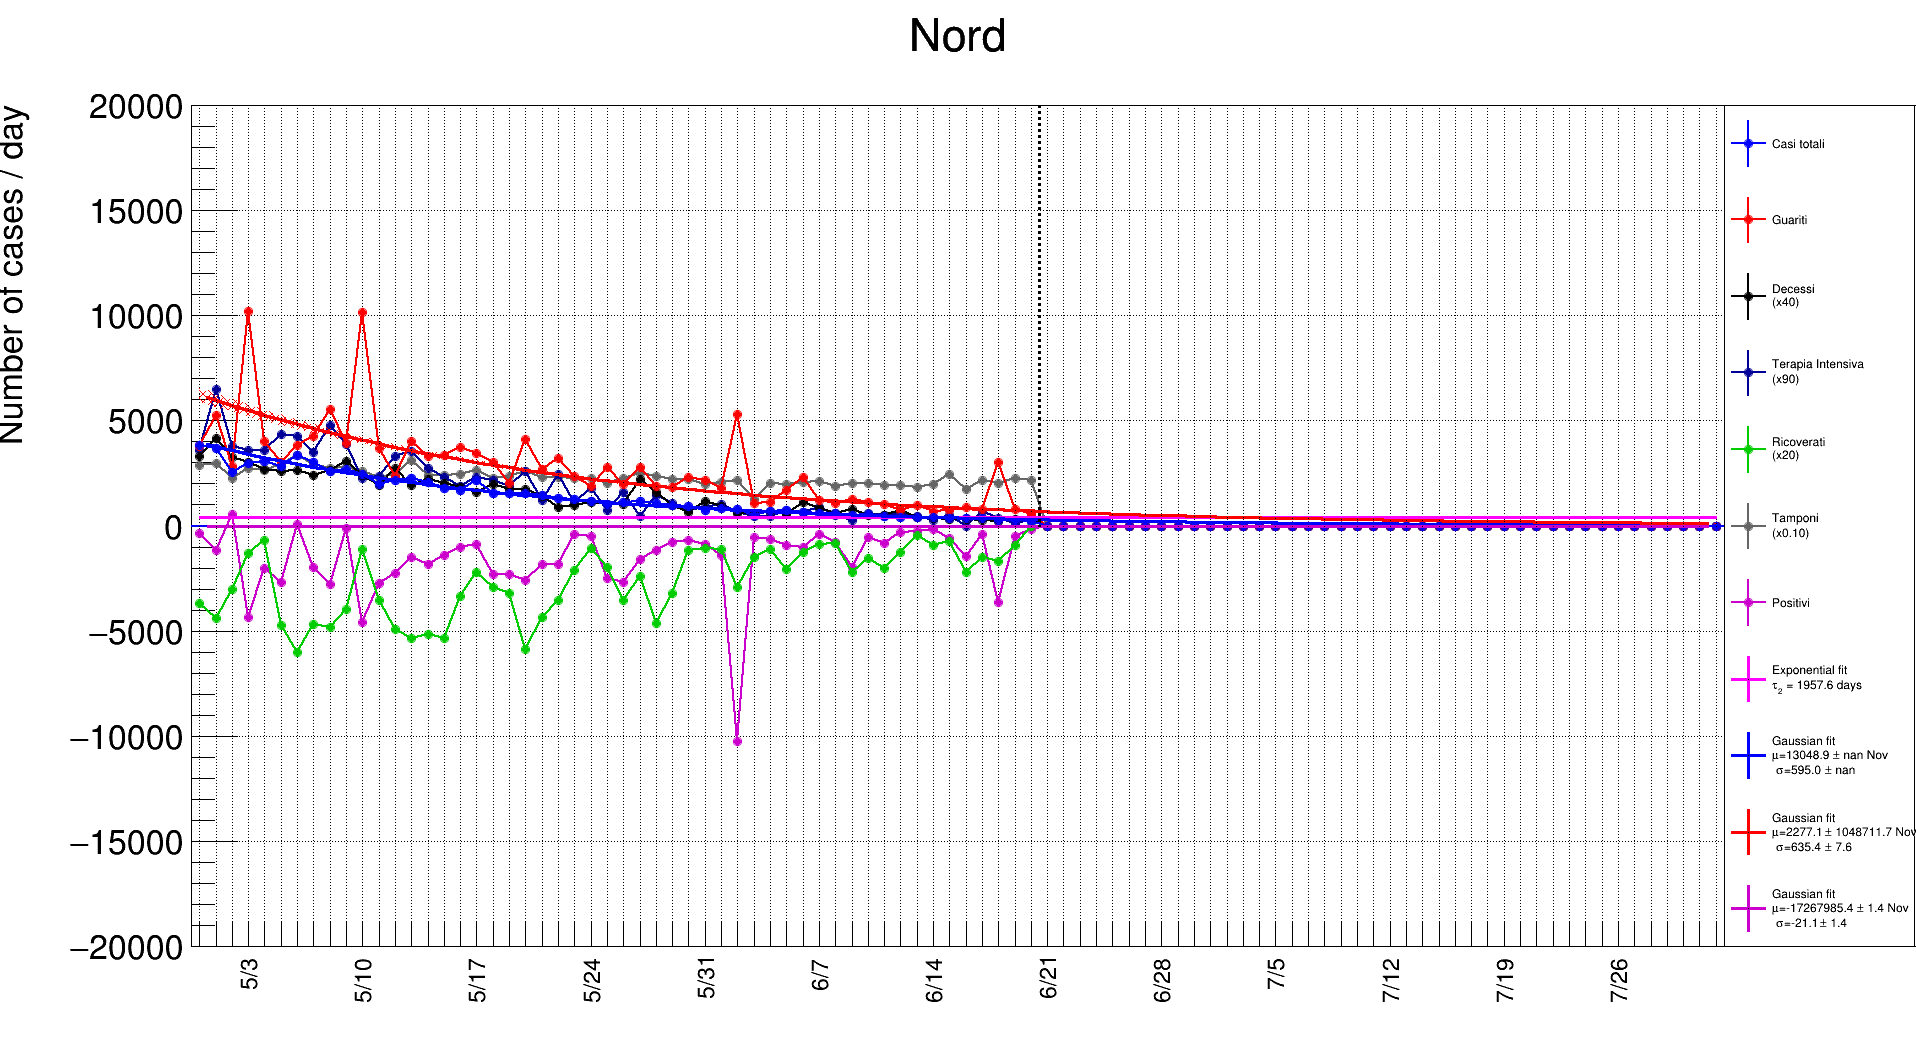 Nord
Number of cases / day
20000
15000
10000
5000
0
−5000
−10000
−15000
−20000
5/3
5/10
5/17
5/24
5/31
6/7
6/14
6/21
6/28
7/5
7/12
7/19
7/26
Casi totali
Guariti
Decessi
(x40)
Terapia Intensiva
(x90)
Ricoverati
(x20)
Tamponi
(x0.10)
Positivi
Exponential fit
τ2 = 1957.6 days
Gaussian fit
μ=13048.9 ± nan Nov
σ=595.0 ± nan
Gaussian fit
μ=2277.1 ± 1048711.7 Nov
σ=635.4 ± 7.6
Gaussian fit
μ=-17267985.4 ± 1.4 Nov
σ=-21.1 ± 1.4